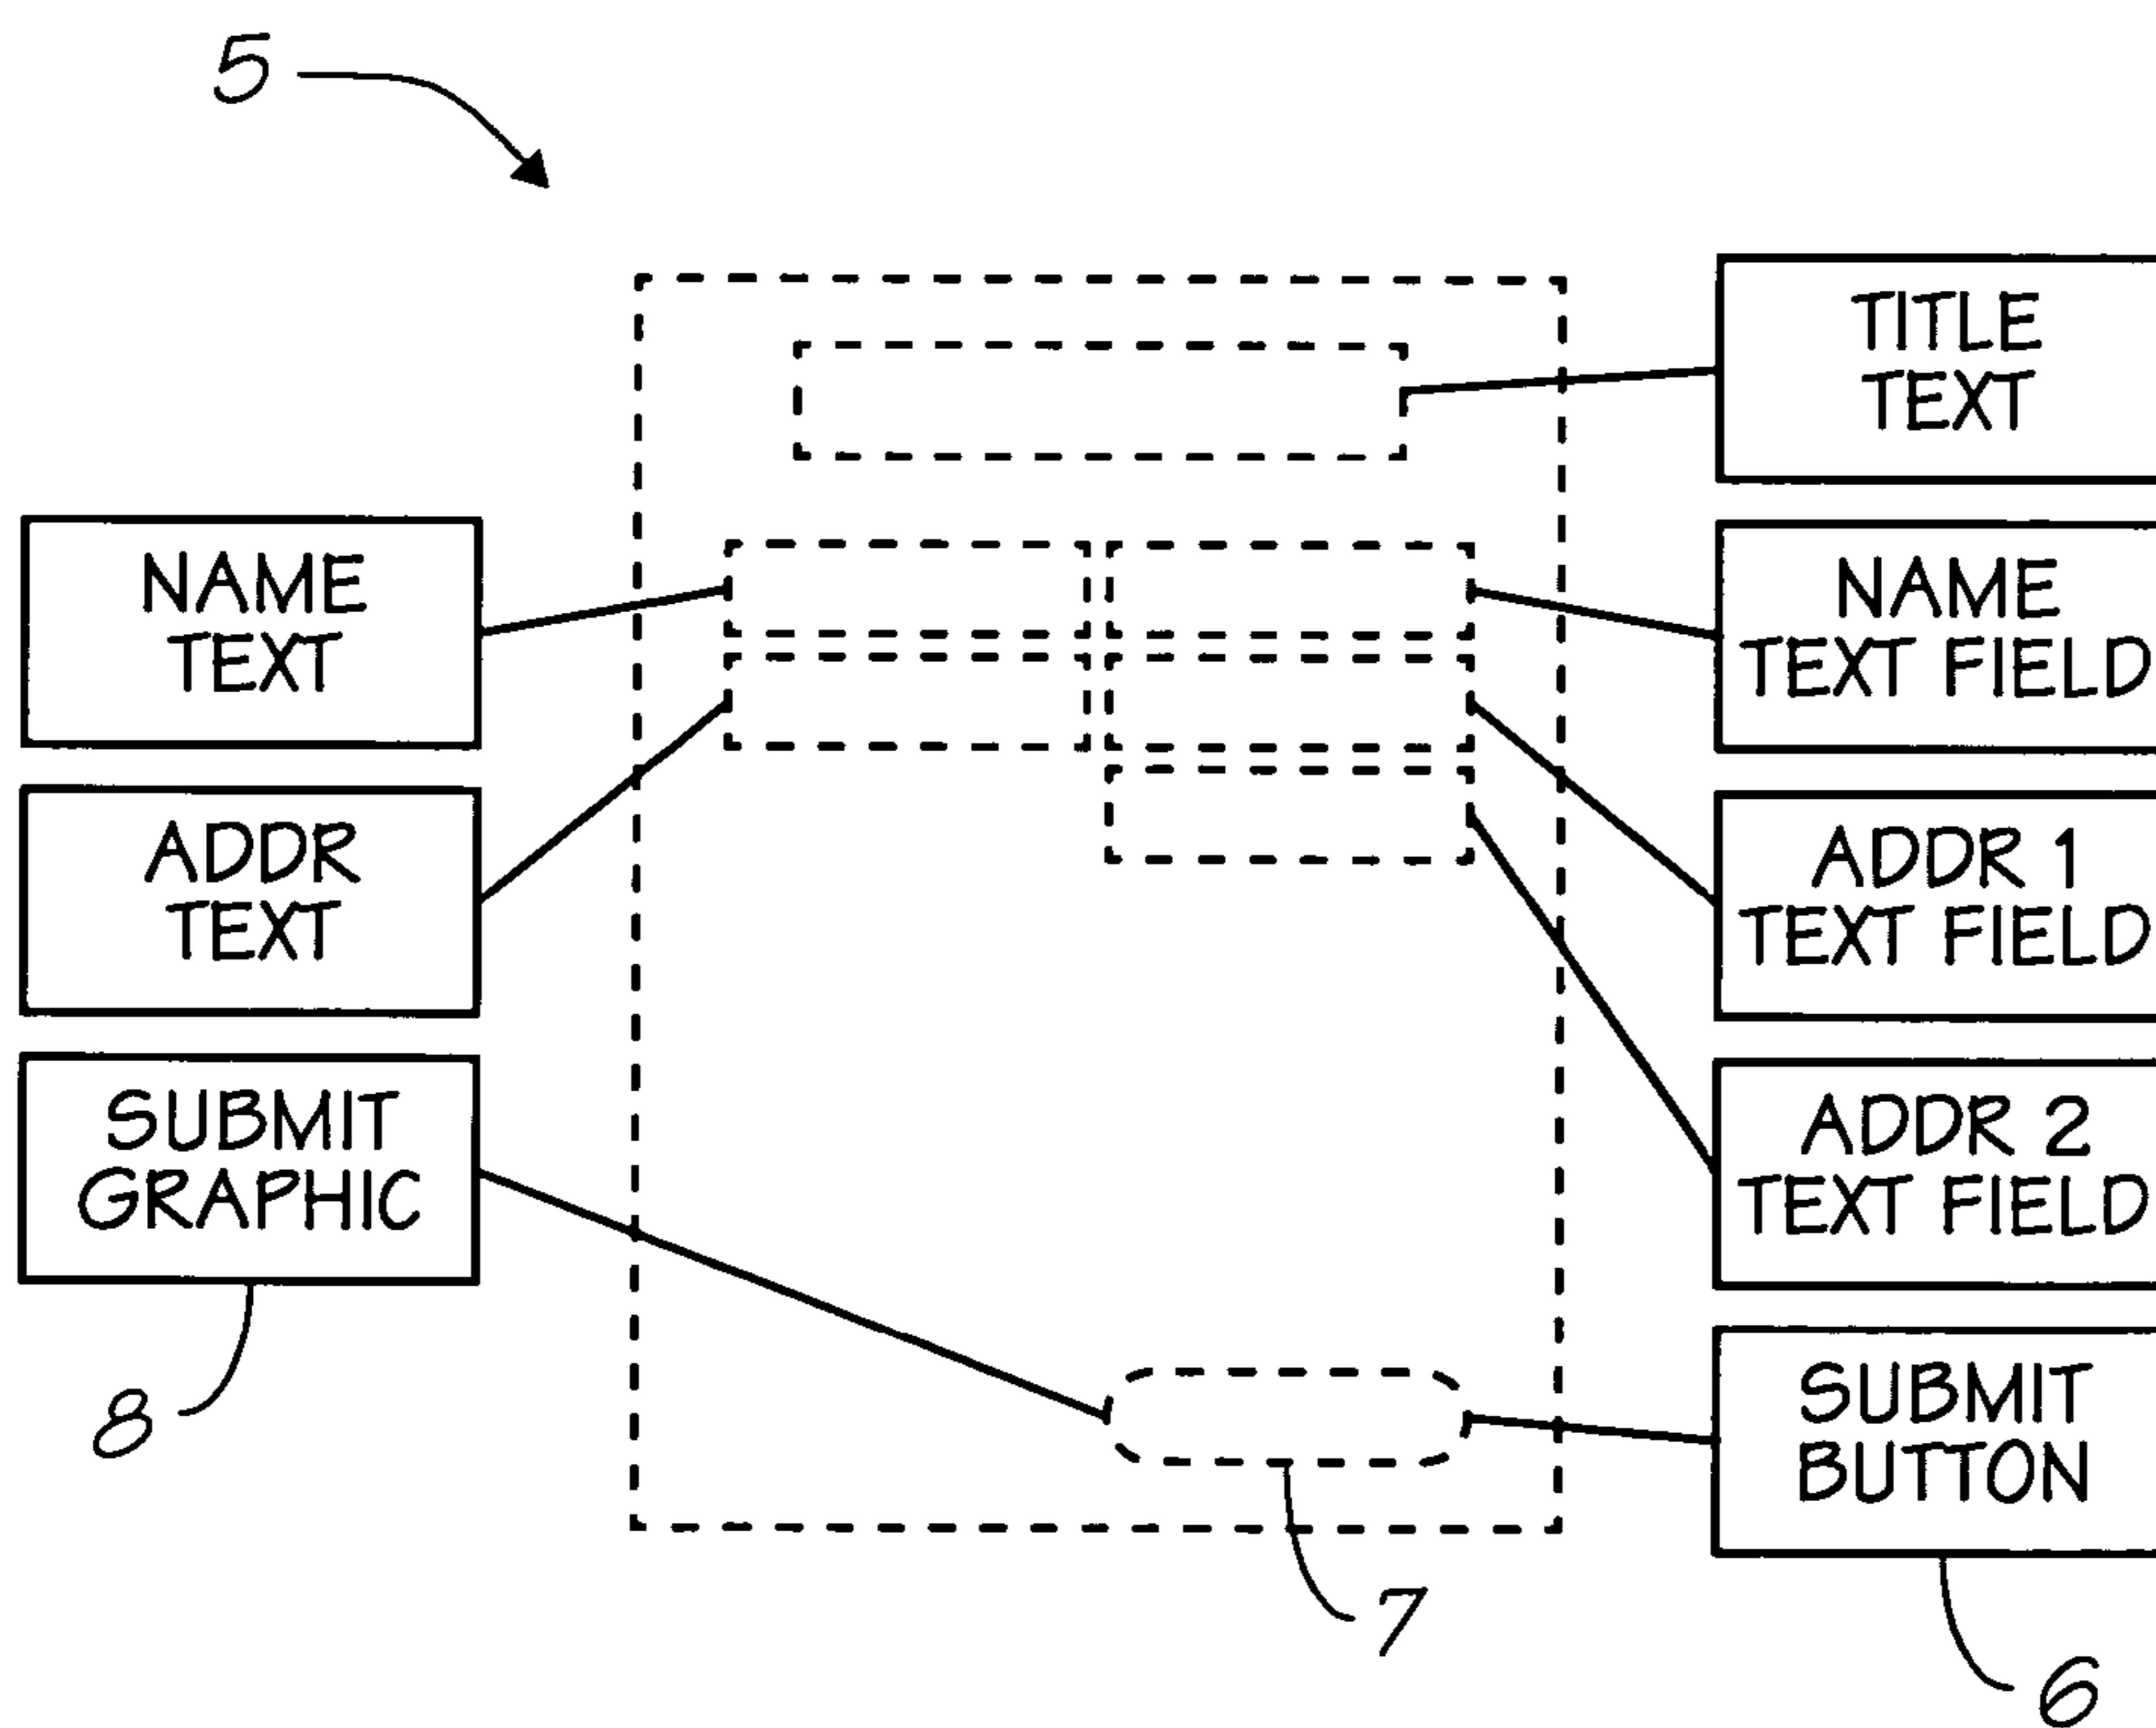 5
TITLE
TEXT
NAME
TEXT
NAME
TEXT FIELD
ADDR
TEXT
ADDR 1
TEXT FIELD
SUBMIT
GRAPHIC
ADDR 2
TEXT FIELD
8
SUBMIT
BUTTON
7
6